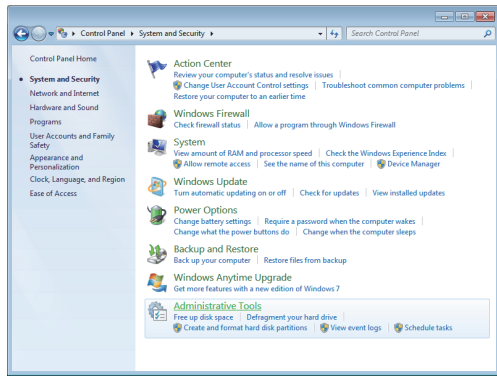 Control Panel ▸ System and Security ▸ Search Control Panel
Control Panel Home
System and Security
Network and Internet
Hardware and Sound
Programs
User Accounts and Family
Safety
Appearance and
Personalization
Clock, Language, and Region
Ease of Access
Action Center
Review your computer's status and resolve issues
Change User Account Control settings | Troubleshoot common computer problems
Restore your computer to an earlier time
Windows Firewall
Check firewall status | Allow a program through Windows Firewall
System
View amount of RAM and processor speed | Check the Windows Experience Index
Allow remote access | See the name of this computer | Device Manager
Windows Update
Turn automatic updating on or off | Check for updates | View installed updates
Power Options
Change battery settings | Require a password when the computer wakes
Change what the power buttons do | Change when the computer sleeps
Backup and Restore
Back up your computer | Restore files from backup
Windows Anytime Upgrade
Get more features with a new edition of Windows 7
Administrative Tools
Free up disk space | Defragment your hard drive
Create and format hard disk partitions | View event logs | Schedule tasks